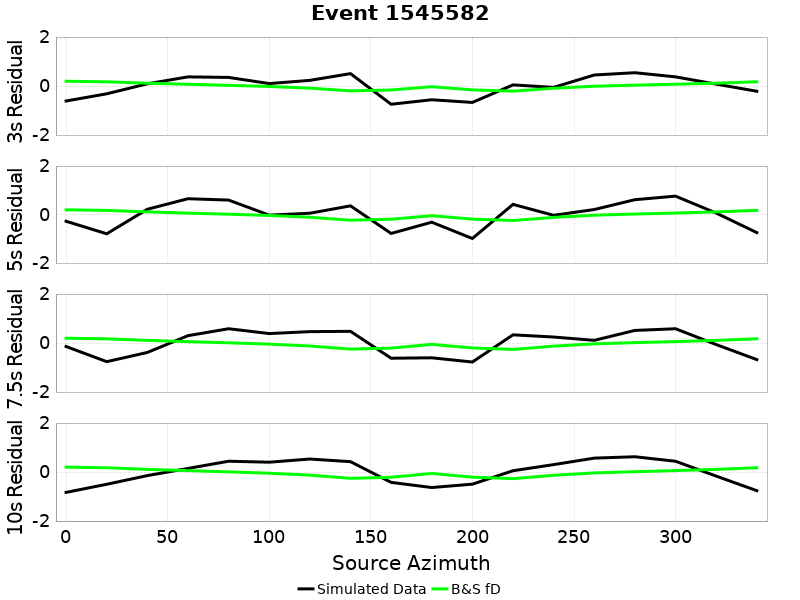 Event 1545582
3s Residual
2
0
-2
5s Residual
2
0
-2
7.5s Residual
2
0
-2
10s Residual
2
0
-2
0 50 100 150 200 250 300
Source Azimuth
Simulated Data B&S fD